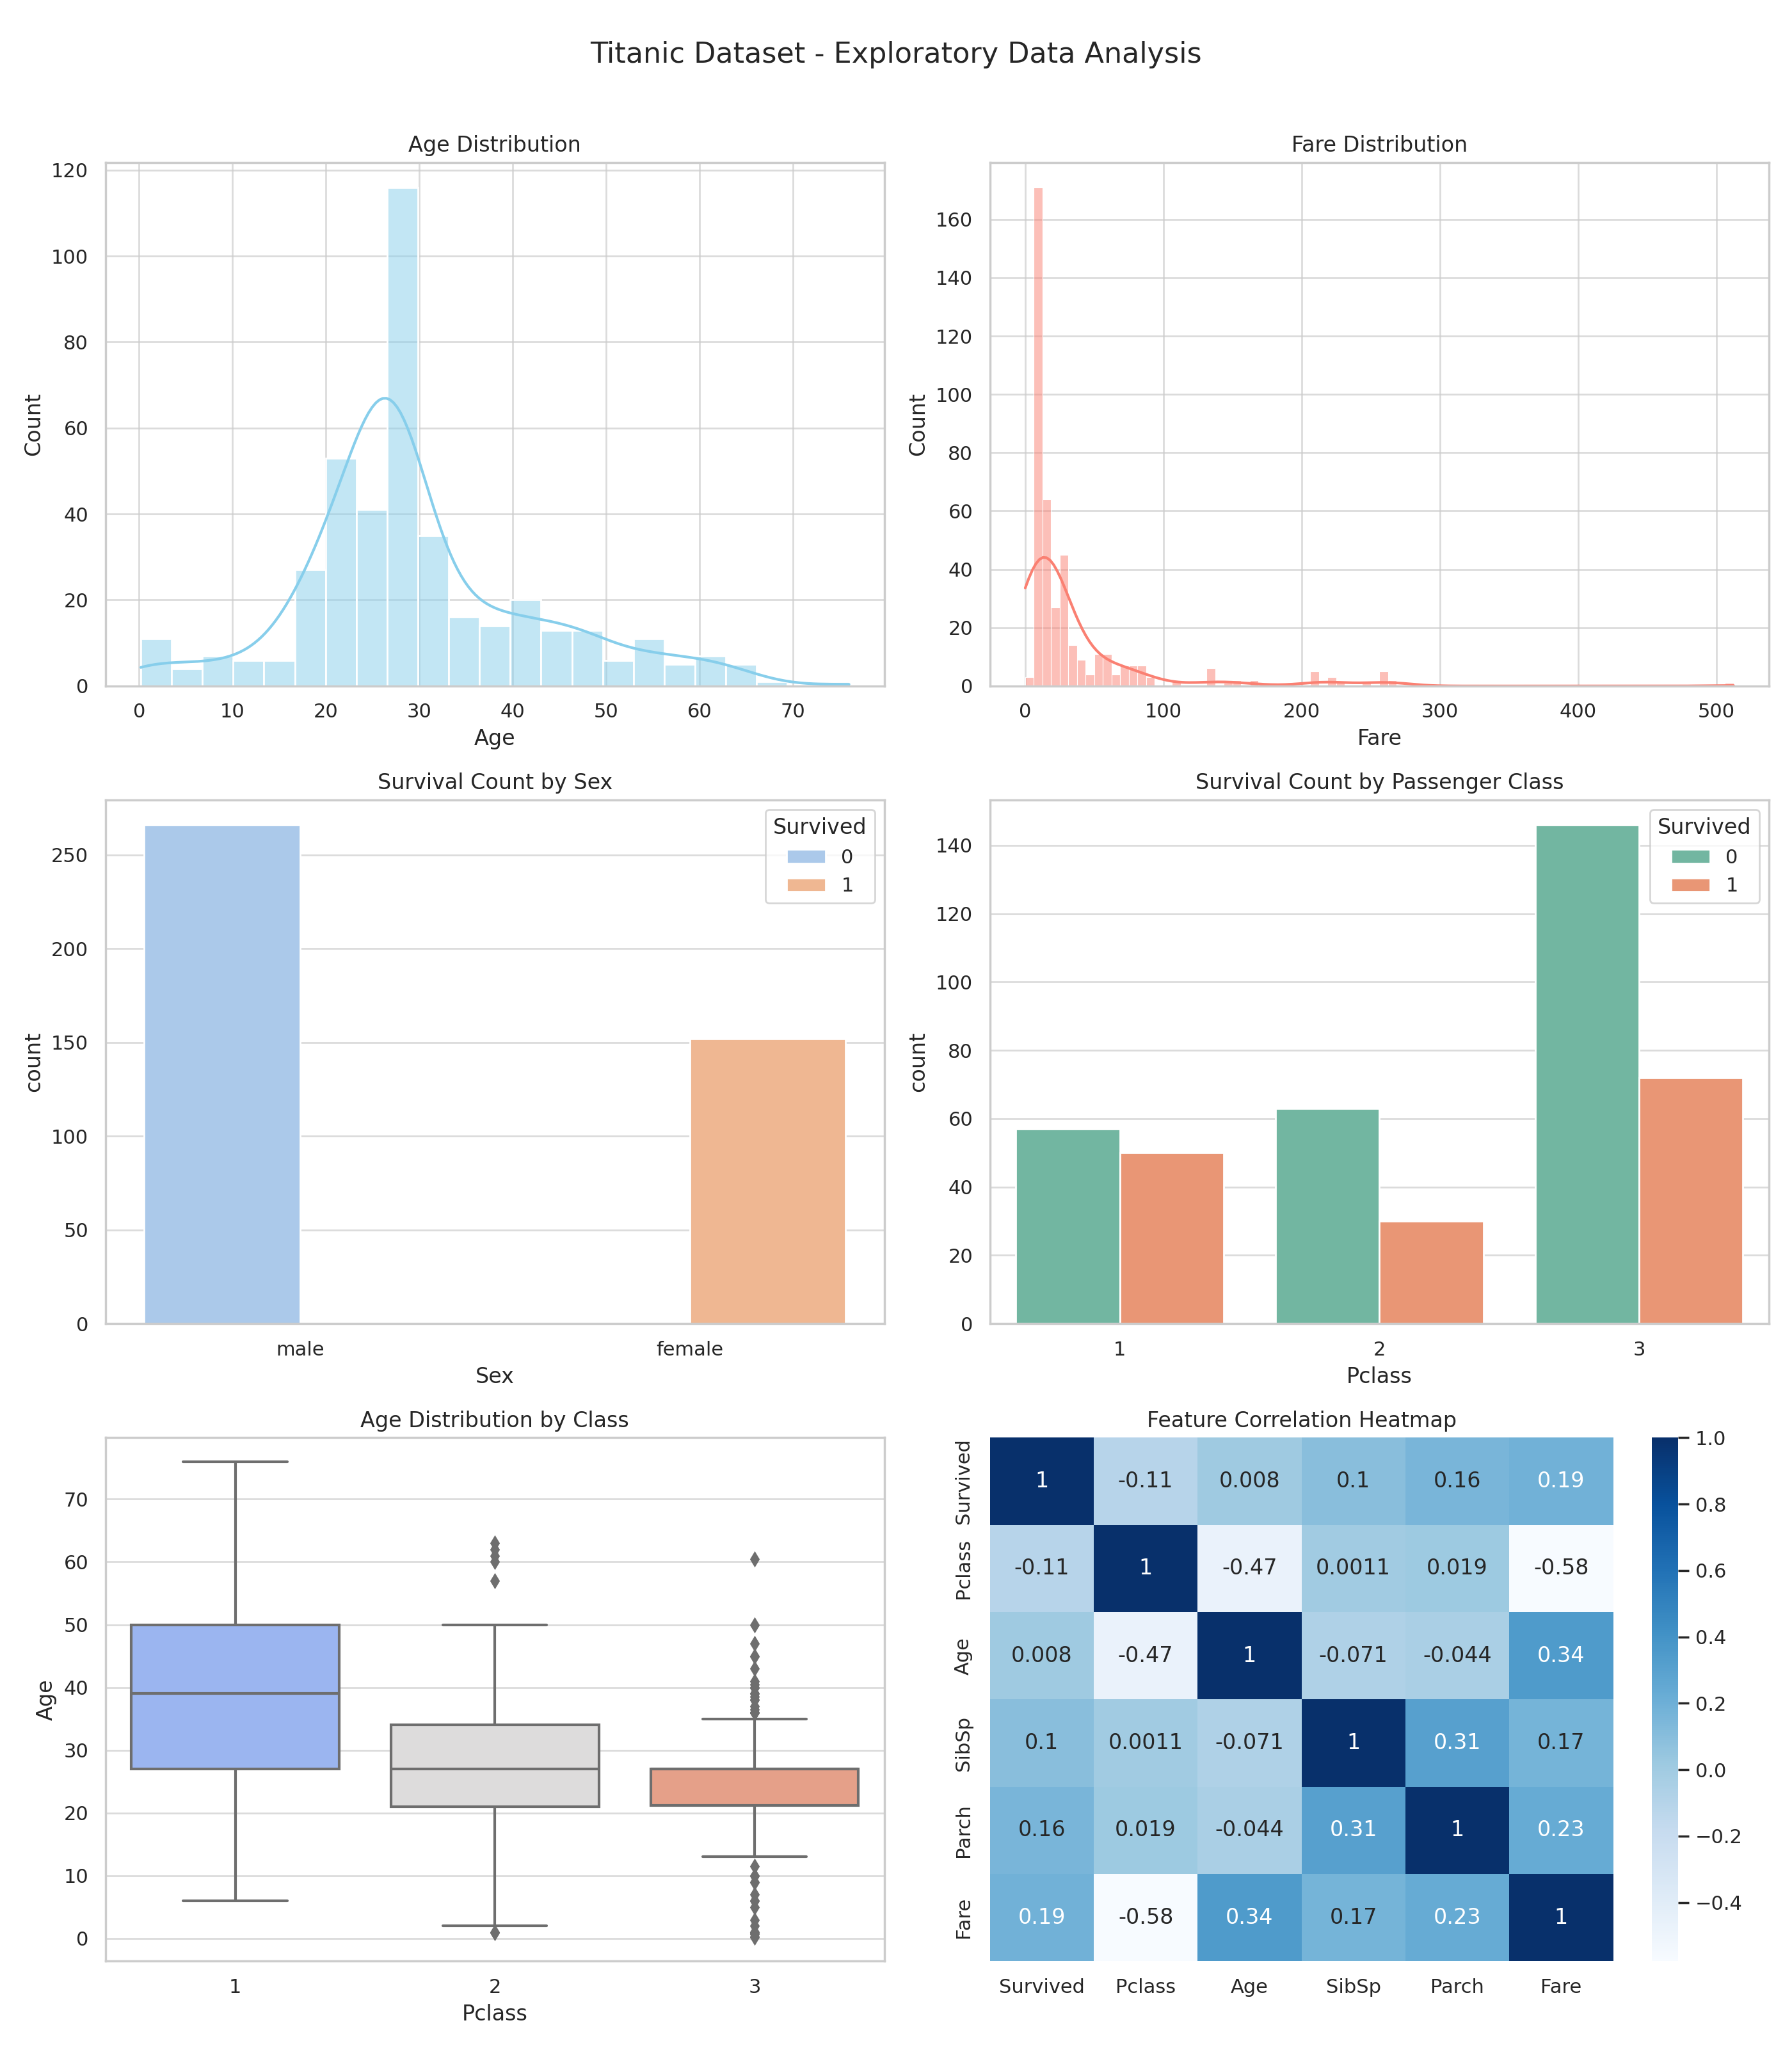 Titanic Dataset - Exploratory Data Analysis
Age Distribution
120
100
80
60
40
20
0
Count
0 10 20 30 40 50 60 70
Age
Fare Distribution
160
140
120
100
80
60
40
20
0
Count
0 100 200 300 400 500
Fare
Survival Count by Sex
Survived
0
1
250
200
150
100
50
0
count
male female
Sex
Survival Count by Passenger Class
Survived
0
1
140
120
100
80
60
40
20
0
count
1 2 3
Pclass
Age Distribution by Class
70
60
50
40
30
20
10
0
Age
1 2 3
Pclass
Feature Correlation Heatmap
Survived 1 -0.11 0.008 0.1 0.16 0.19
Pclass -0.11 1 -0.47 0.0011 0.019 -0.58
Age 0.008 -0.47 1 -0.071 -0.044 0.34
SibSp 0.1 0.0011 -0.071 1 0.31 0.17
Parch 0.16 0.019 -0.044 0.31 1 0.23
Fare 0.19 -0.58 0.34 0.17 0.23 1
Survived Pclass Age SibSp Parch Fare
1.0
0.8
0.6
0.4
0.2
0.0
−0.2
−0.4